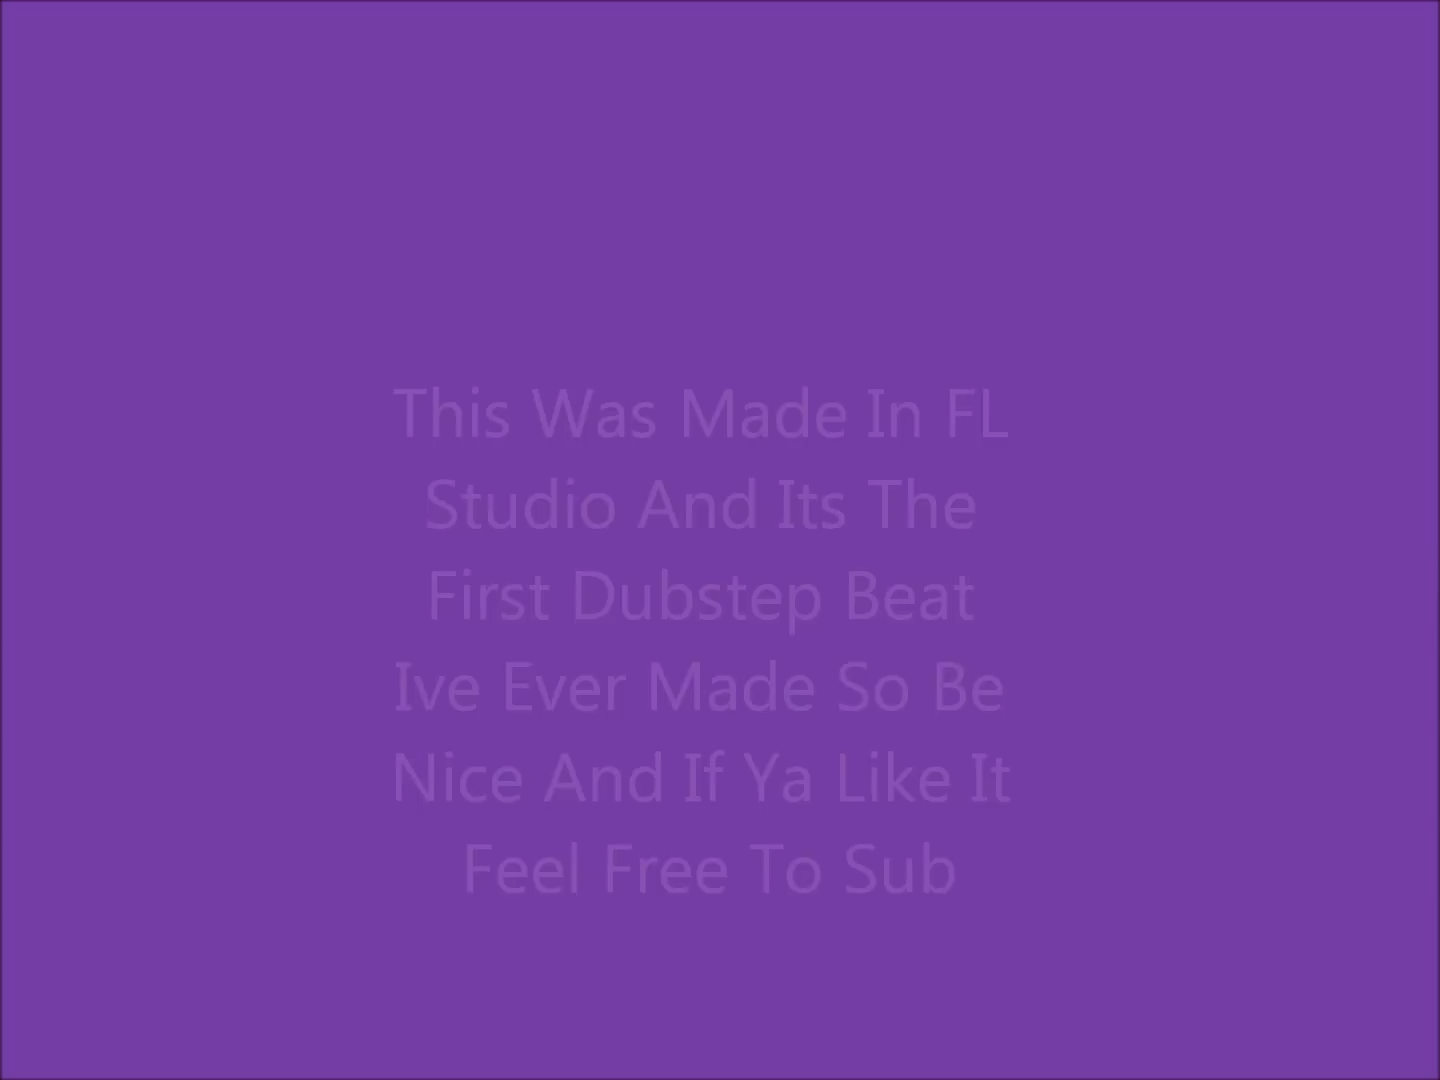 This Was Made In FL
Studio And Its The
First Dubstep Beat
Ive Ever Made So Be
Nice And If Ya Like It
Feel Free To Sub